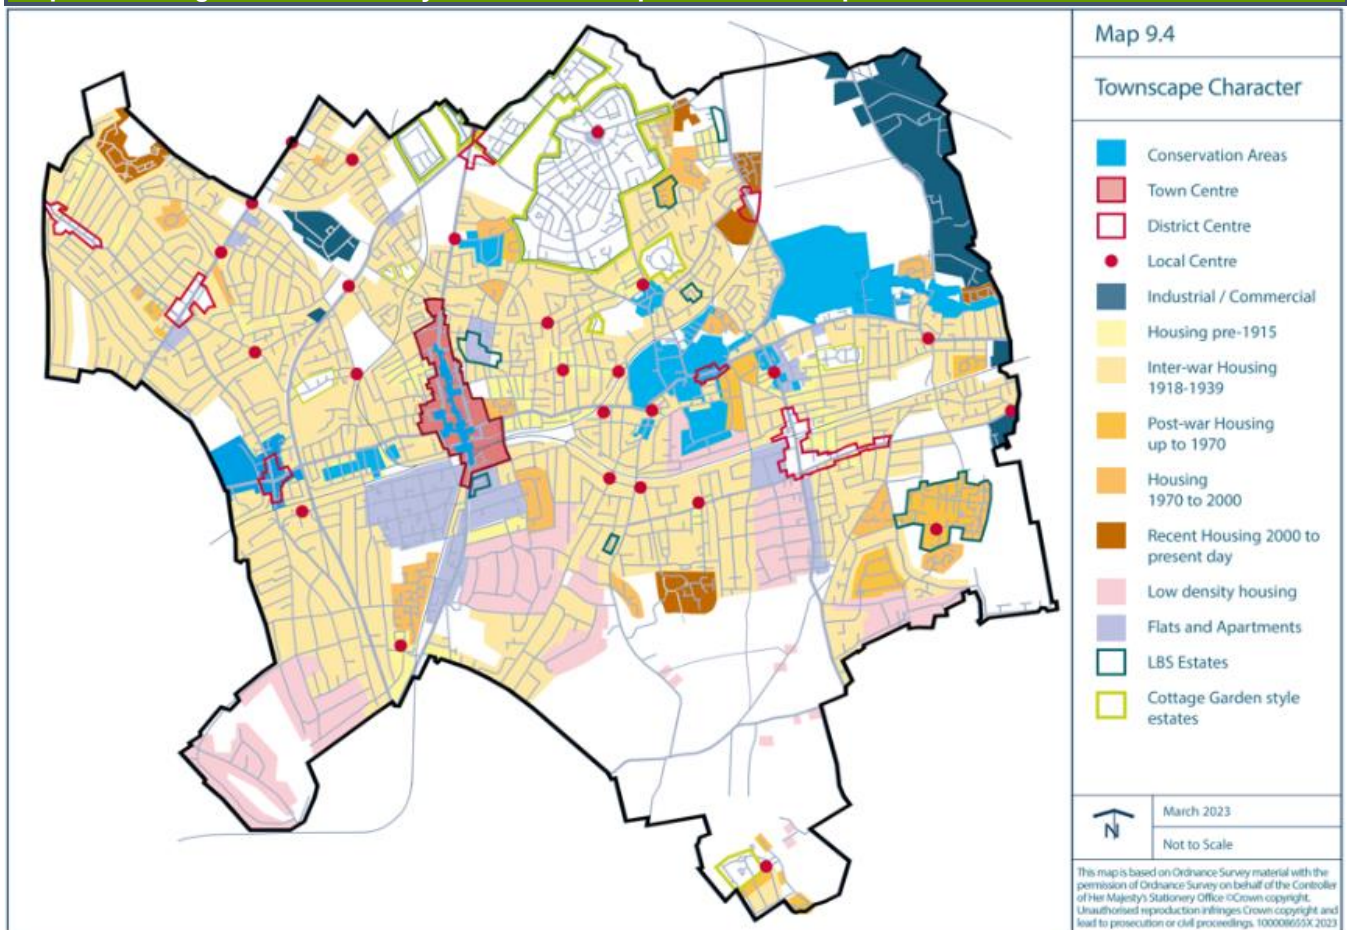 Map 9.4
Townscape Character
Conservation Areas
Town Centre
District Centre
Local Centre
Industrial / Commercial
Housing pre-1915
Inter-war Housing
1918-1939
Post-war Housing
up to 1970
Housing
1970 to 2000
Recent Housing 2000 to
present day
Low density housing
Flats and Apartments
LBS Estates
Cottage Garden style
estates
N
March 2023
Not to Scale
This map is based on Ordnance Survey material with the
permission of Ordnance Survey on behalf of the Controller
of Her Majesty's Stationery Office ©Crown copyright.
Unauthorised reproduction infringes Crown copyright and
lead to prosecution or civil proceedings. 100008655X 2023